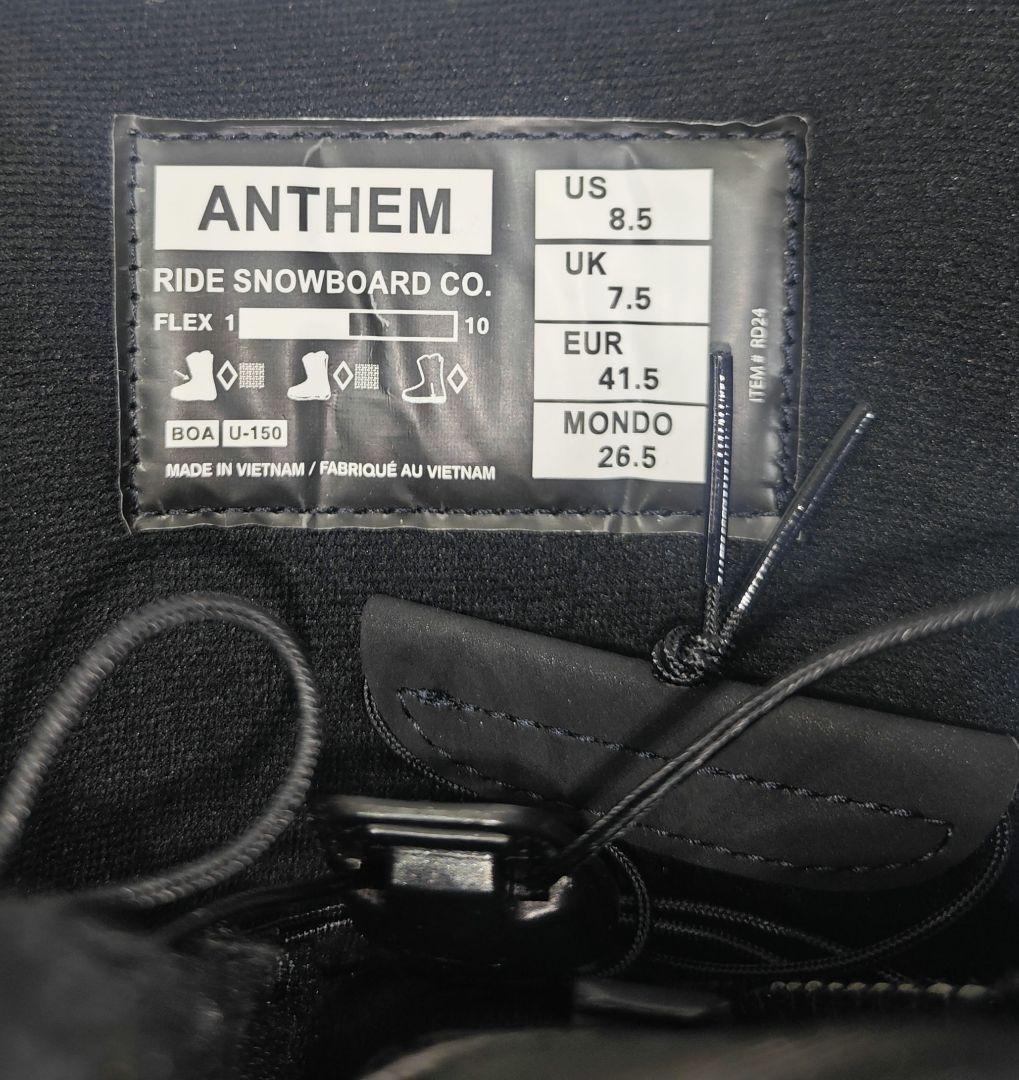 ANTHEM
RIDE SNOWBOARD CO.
FLEX 1 10
BOA U-150
MADE IN VIETNAM / FABRIQUÉ AU VIETNAM
US
8.5
UK
7.5
EUR
41.5
MONDO
26.5
ITEM# RD24